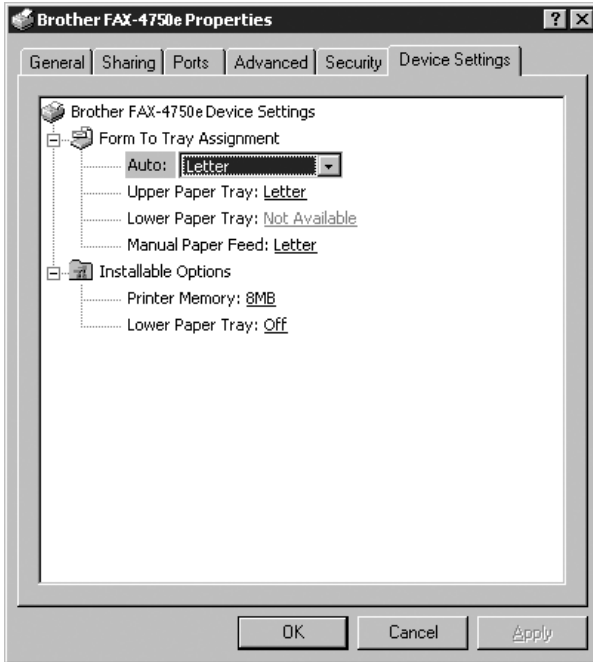 Brother FAX-4750e Properties
General Sharing Ports Advanced Security Device Settings
Brother FAX-4750e Device Settings
Form To Tray Assignment
Auto: Letter
Upper Paper Tray: Letter
Lower Paper Tray: Not Available
Manual Paper Feed: Letter
Installable Options
Printer Memory: 8MB
Lower Paper Tray: Off
OK Cancel Apply